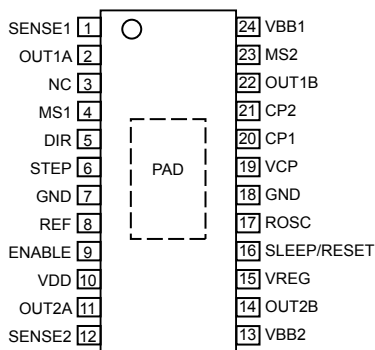 SENSE1 1
OUT1A 2
NC 3
MS1 4
DIR 5
STEP 6
GND 7
REF 8
ENABLE 9
VDD 10
OUT2A 11
SENSE2 12
PAD
24 VBB1
23 MS2
22 OUT1B
21 CP2
20 CP1
19 VCP
18 GND
17 ROSC
16 SLEEP/RESET
15 VREG
14 OUT2B
13 VBB2